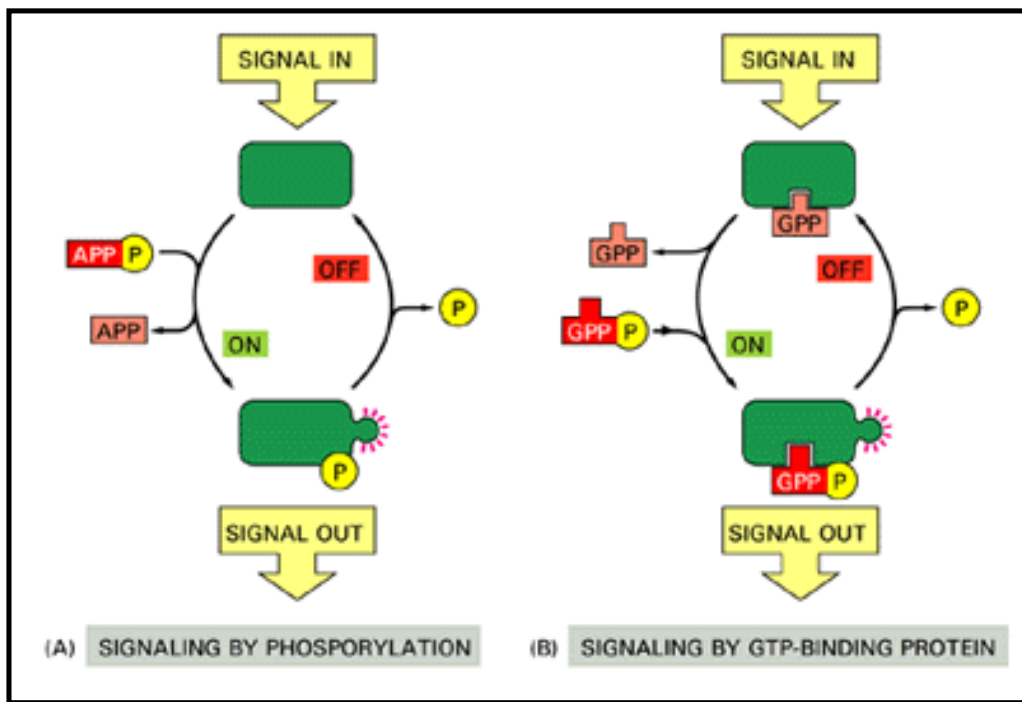 SIGNAL IN
APP P
APP
OFF
P
ON
P
SIGNAL OUT
(A) SIGNALING BY PHOSPORYLATION
SIGNAL IN
GPP
GPP
GPP P
OFF
P
ON
GPP P
SIGNAL OUT
(B) SIGNALING BY GTP-BINDING PROTEIN